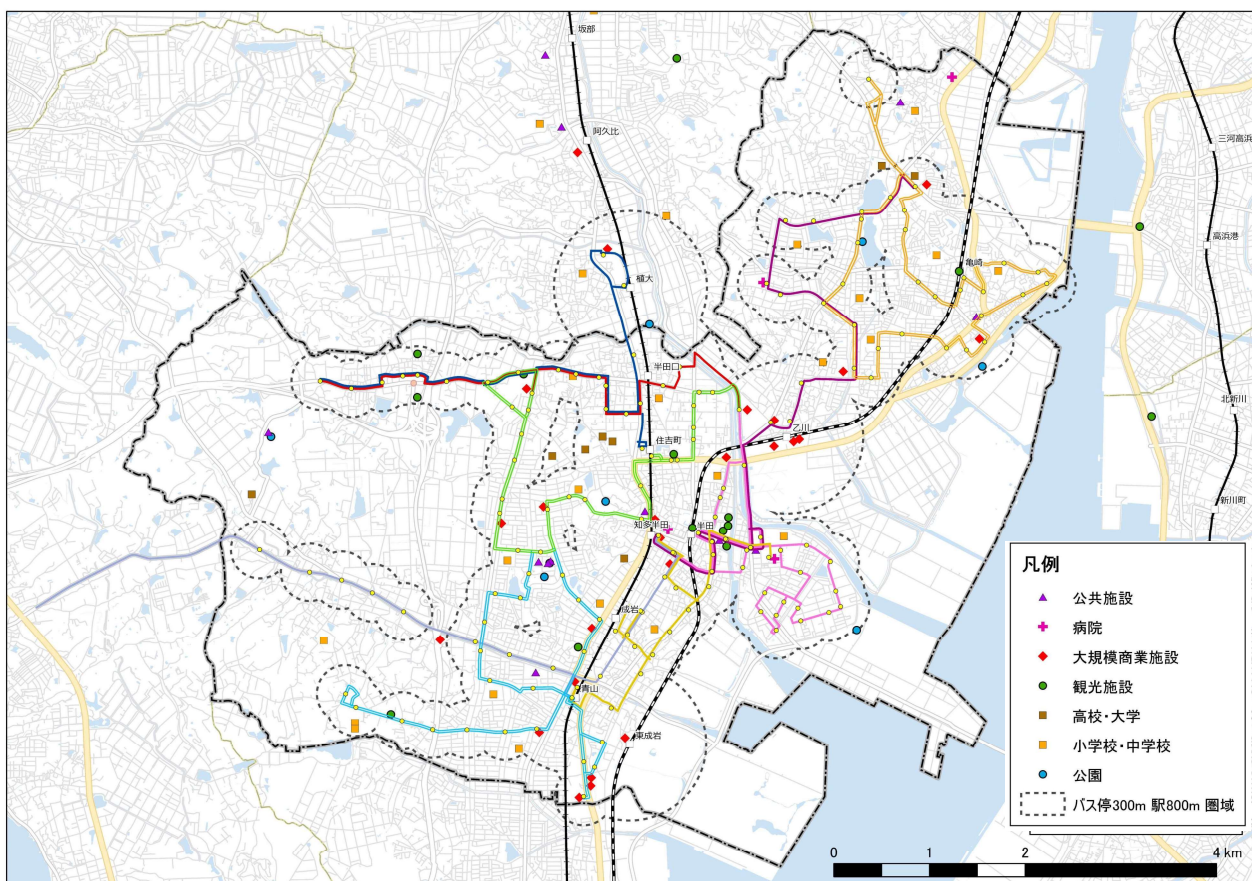 坂部
阿久比
三河高浜
高浜港
亀崎
植大
半田口
北新川
乙川
住吉町
新川町
知多半田
半田
成岩
青山
東成岩
凡例
公共施設
病院
大規模商業施設
観光施設
高校・大学
小学校・中学校
公園
バス停300m 駅800m 圏域
0 1 2 4 km